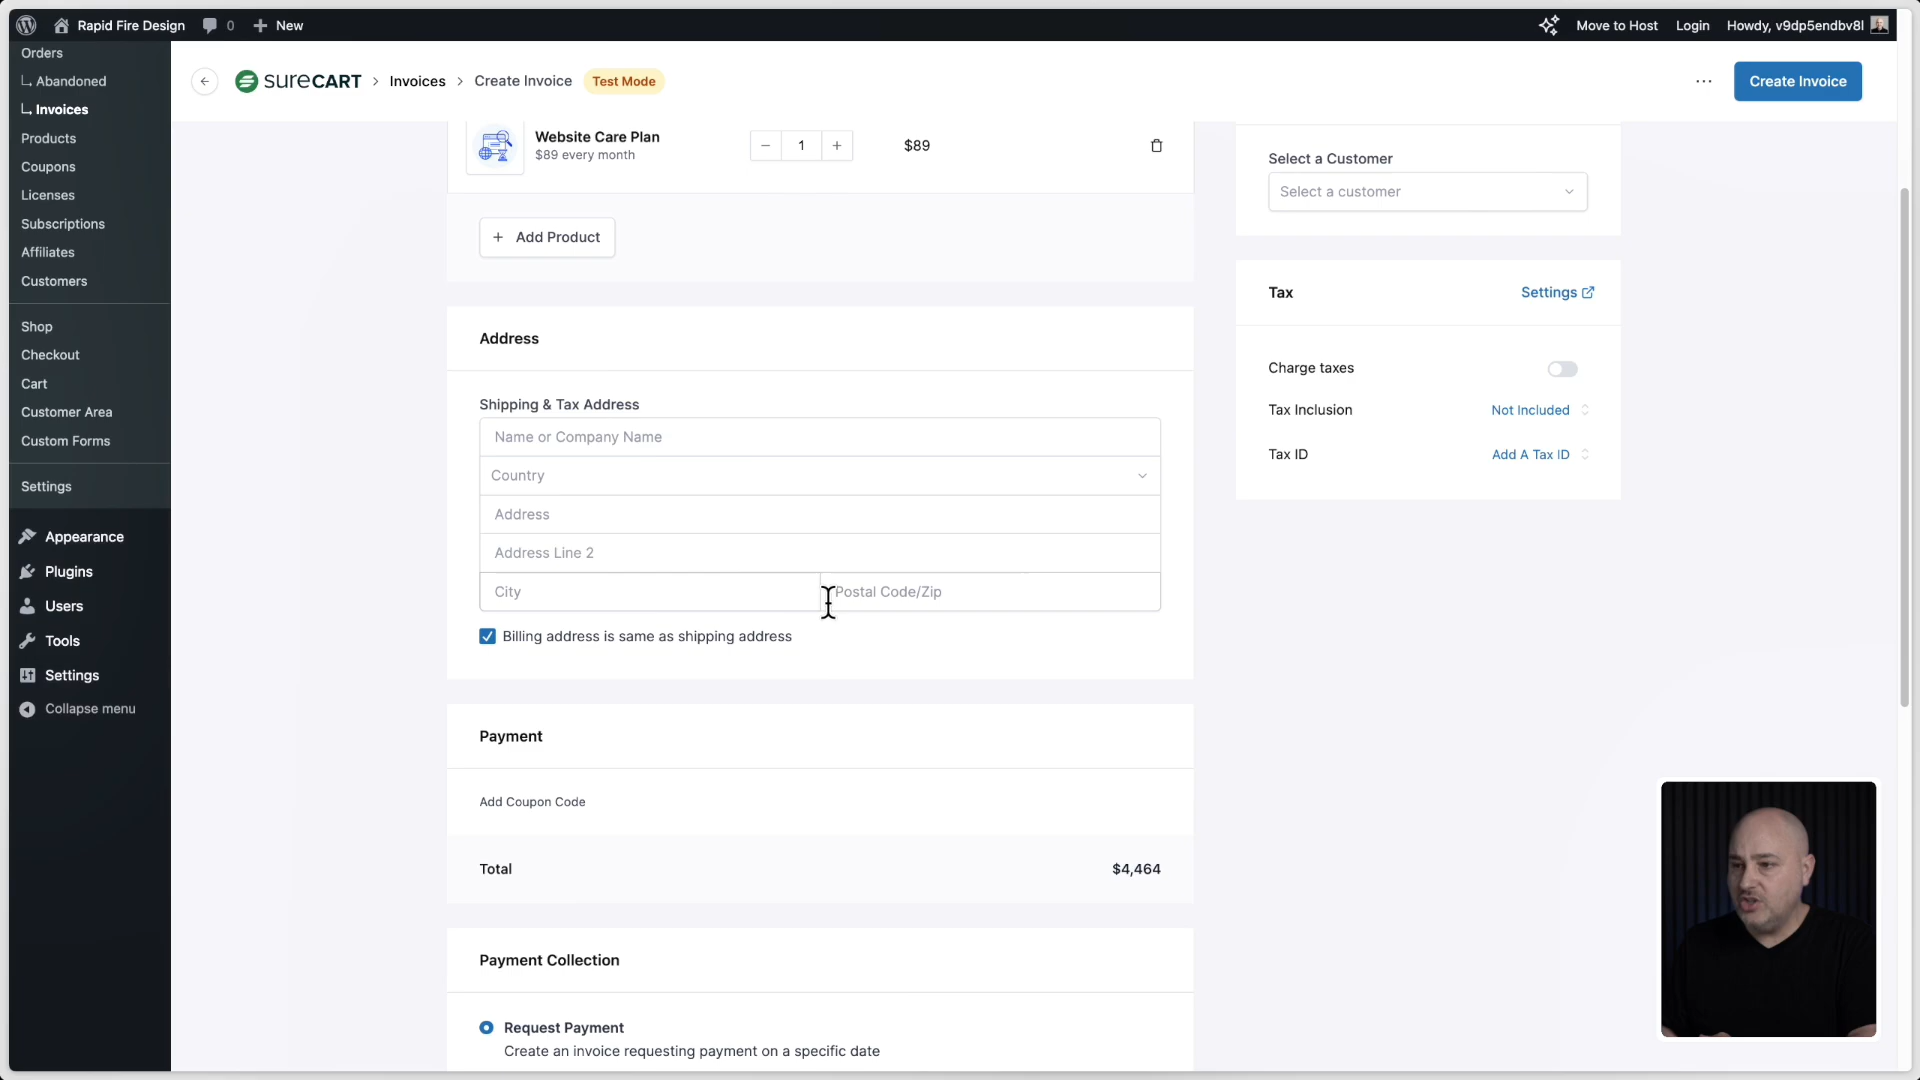 Rapid Fire Design
0
New
Move to Host
Login
Howdy, v9dp5endbv8l
Orders
Abandoned
Invoices
Products
Coupons
Licenses
Subscriptions
Affiliates
Customers
Shop
Checkout
Cart
Customer Area
Custom Forms
Settings
Appearance
Plugins
Users
Tools
Settings
Collapse menu
SURECART > Invoices > Create Invoice Test Mode
... Create Invoice
Website Care Plan
$89 every month
− 1 +
$89
+ Add Product
Address
Shipping & Tax Address
Name or Company Name
Country
Address
Address Line 2
City
Postal Code/Zip
Billing address is same as shipping address
Payment
Add Coupon Code
Total $4,464
Payment Collection
Request Payment
Create an invoice requesting payment on a specific date
Select a Customer
Select a customer
Tax Settings
Charge taxes
Tax Inclusion Not Included
Tax ID Add A Tax ID